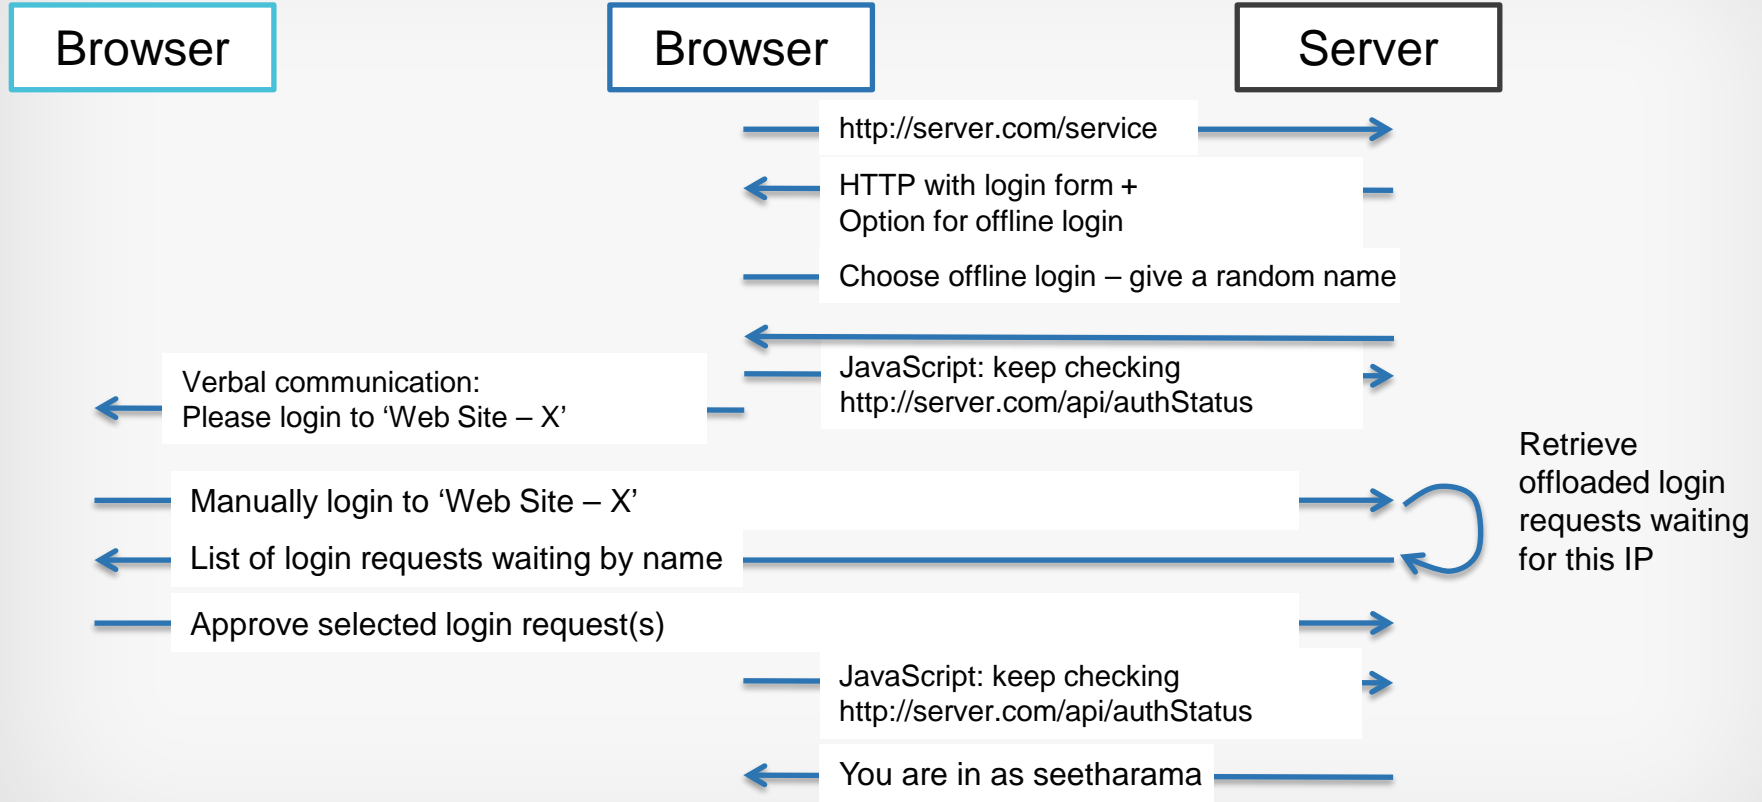 Browser
Browser
Server
http://server.com/service
HTTP with login form +
Option for offline login
Choose offline login – give a random name
JavaScript: keep checking
http://server.com/api/authStatus
Verbal communication:
Please login to ‘Web Site – X’
Retrieve
offloaded login
requests waiting
for this IP
Manually login to ‘Web Site – X’
List of login requests waiting by name
Approve selected login request(s)
JavaScript: keep checking
http://server.com/api/authStatus
You are in as seetharama